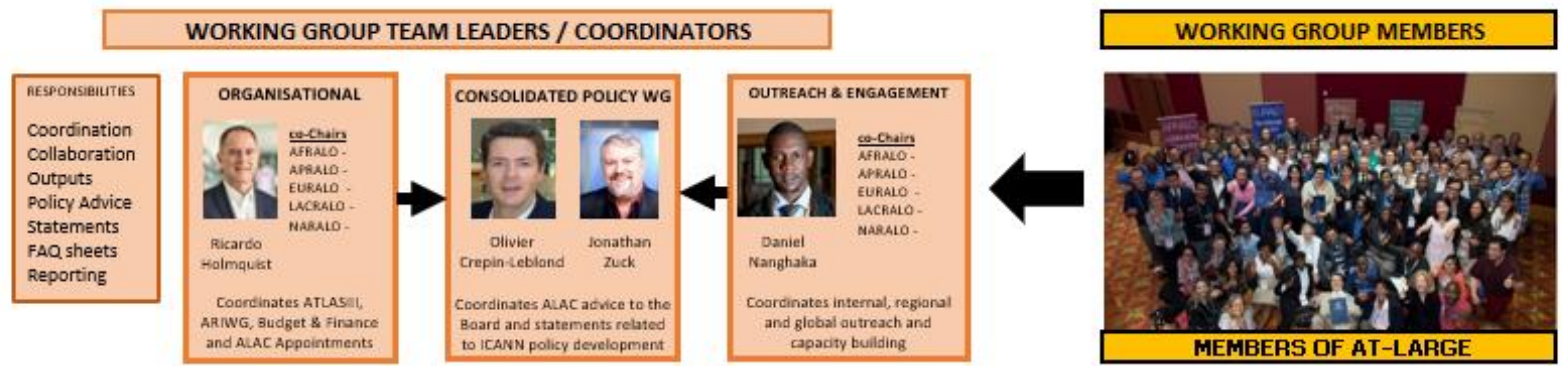 WORKING GROUP TEAM LEADERS / COORDINATORS
WORKING GROUP MEMBERS
RESPONSIBILITIES
Coordination
Collaboration
Outputs
Policy Advice
Statements
FAQ sheets
Reporting
ORGANISATIONAL
co-Chairs
AFRALO -
APRALO -
EURALO -
LACRALO -
NARALO -
Ricardo
Holmquist
Coordinates ATLASIII,
ARIWG, Budget & Finance
and ALAC Appointments
CONSOLIDATED POLICY WG
Olivier
Crepin-Leblond
Jonathan
Zuck
Coordinates ALAC advice to the
Board and statements related
to ICANN policy development
OUTREACH & ENGAGEMENT
co-Chairs
AFRALO -
APRALO -
EURALO -
LACRALO -
NARALO -
Daniel
Nanghaka
Coordinates internal, regional
and global outreach and
capacity building
MEMBERS OF AT-LARGE